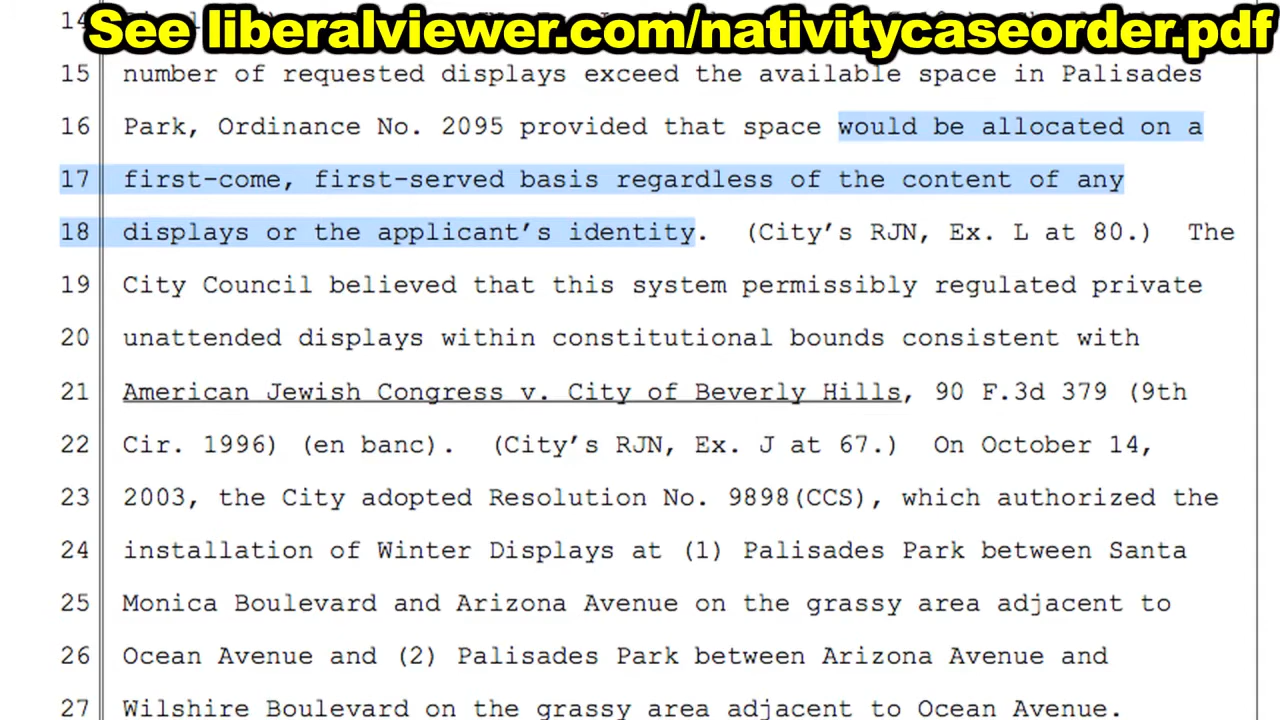 See liberalviewer.com/nativitycaseorder.pdf
14
15 number of requested displays exceed the available space in Palisades
16 Park, Ordinance No. 2095 provided that space would be allocated on a
17 first-come, first-served basis regardless of the content of any
18 displays or the applicant's identity. (City's RJN, Ex. L at 80.) The
19 City Council believed that this system permissibly regulated private
20 unattended displays within constitutional bounds consistent with
21 American Jewish Congress v. City of Beverly Hills, 90 F.3d 379 (9th
22 Cir. 1996) (en banc). (City's RJN, Ex. J at 67.) On October 14,
23 2003, the City adopted Resolution No. 9898(CCS), which authorized the
24 installation of Winter Displays at (1) Palisades Park between Santa
25 Monica Boulevard and Arizona Avenue on the grassy area adjacent to
26 Ocean Avenue and (2) Palisades Park between Arizona Avenue and
27 Wilshire Boulevard on the grassy area adjacent to Ocean Avenue.